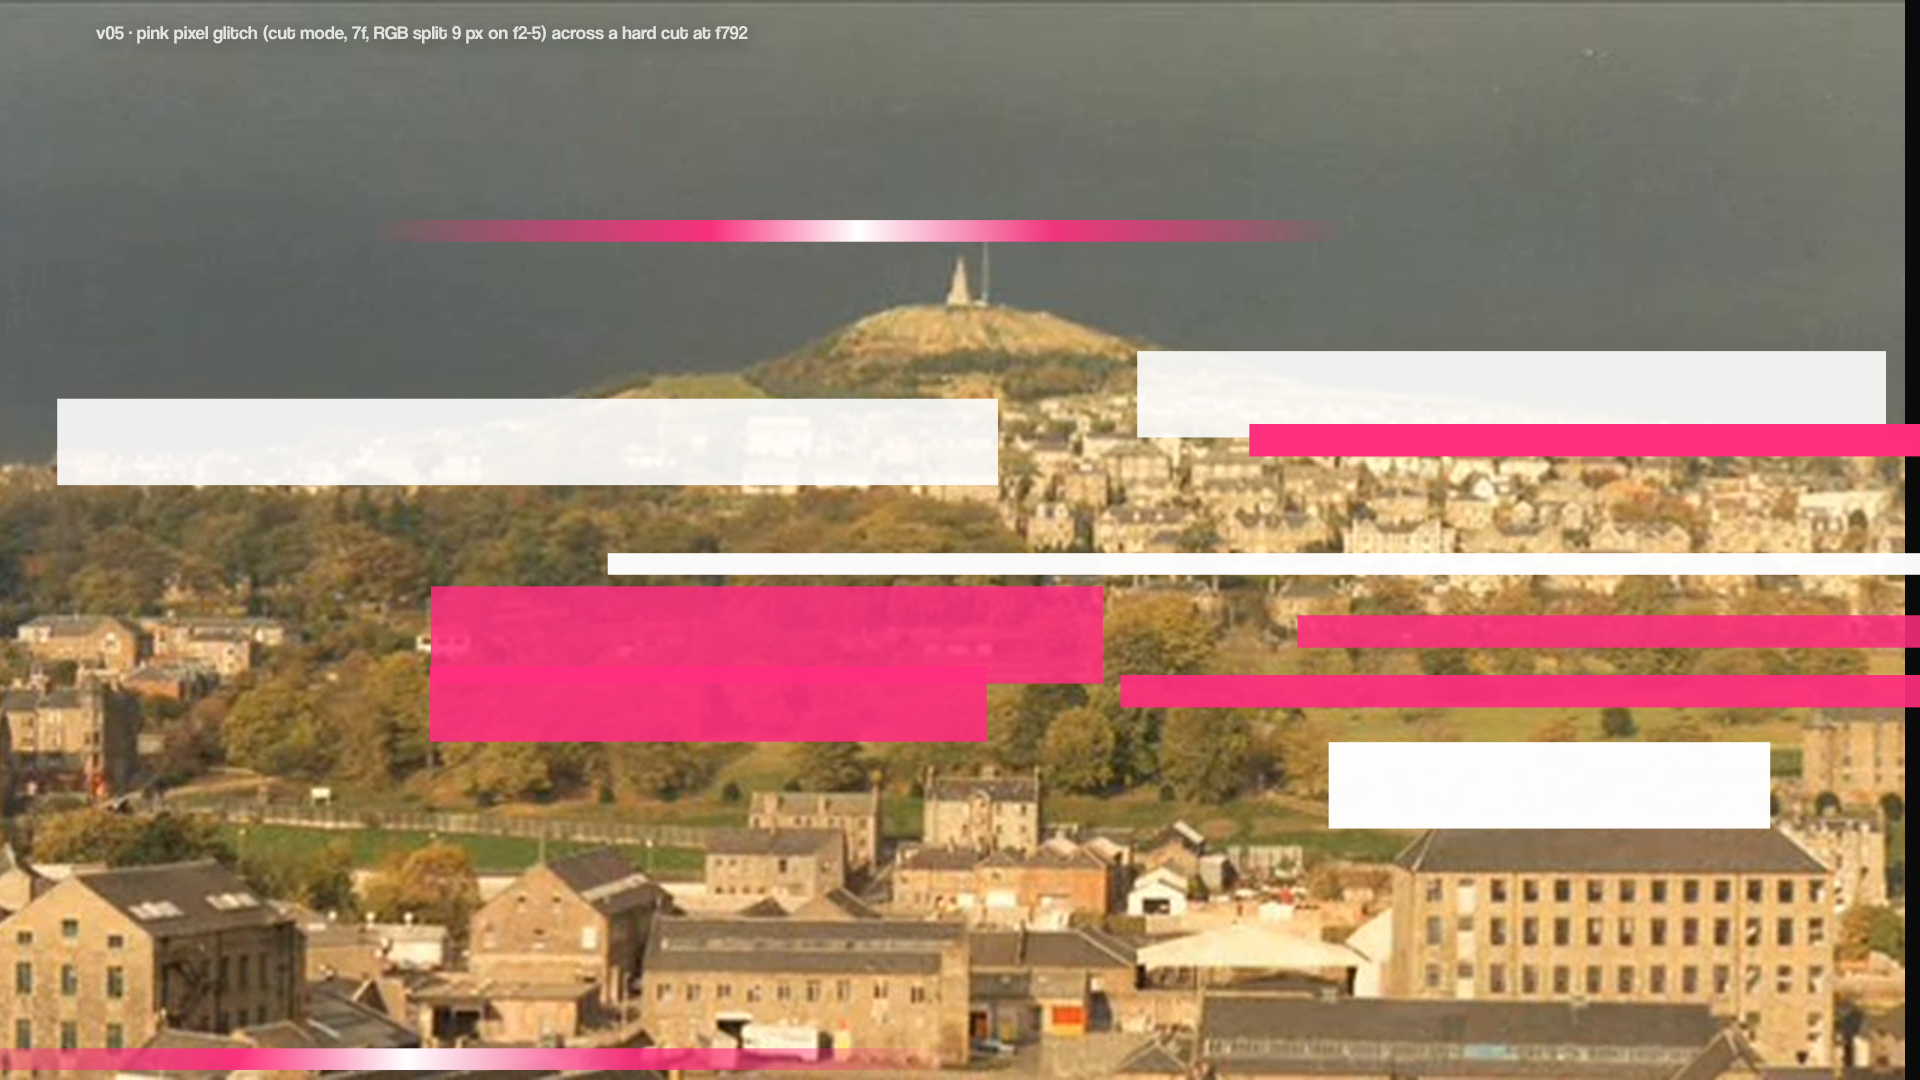 v05 · pink pixel glitch (cut mode, 7f, RGB split 9 px on f2-5) across a hard cut at f792